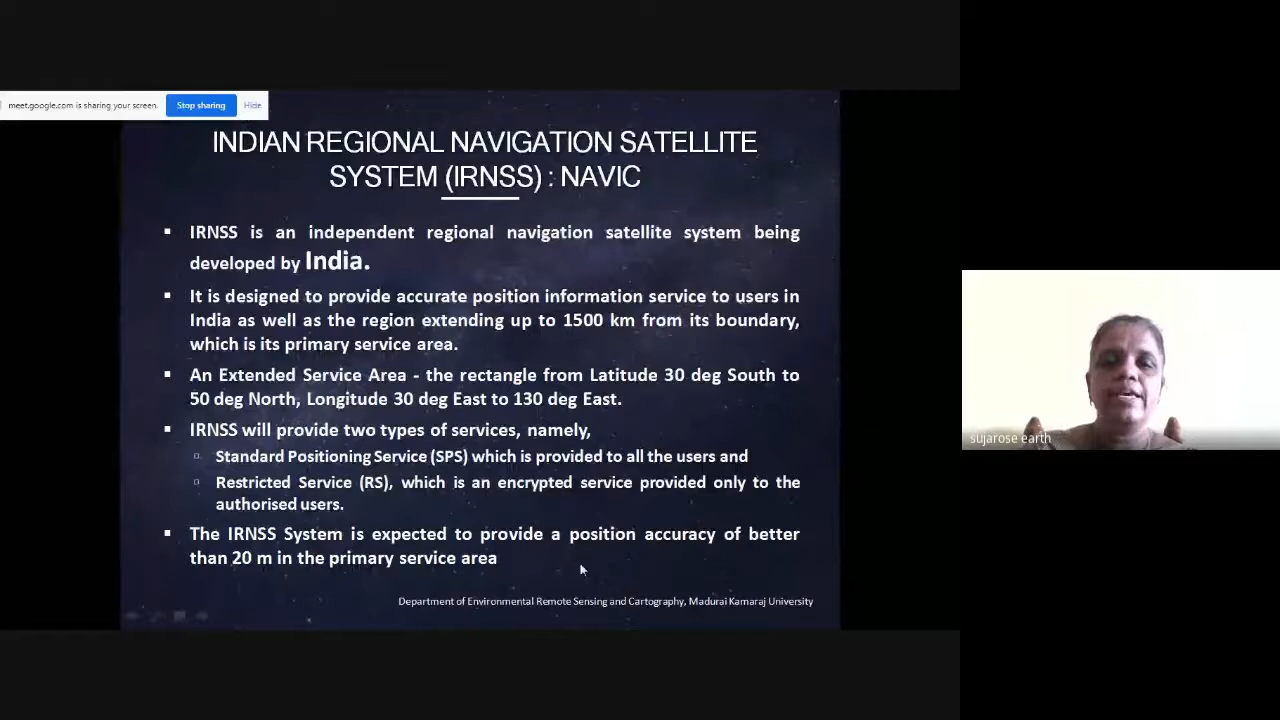 meet.google.com is sharing your screen.
Stop sharing
Hide
INDIAN REGIONAL NAVIGATION SATELLITE
SYSTEM (IRNSS) : NAVIC
▪ IRNSS is an independent regional navigation satellite system being
developed by India.
▪ It is designed to provide accurate position information service to users in
India as well as the region extending up to 1500 km from its boundary,
which is its primary service area.
▪ An Extended Service Area - the rectangle from Latitude 30 deg South to
50 deg North, Longitude 30 deg East to 130 deg East.
▪ IRNSS will provide two types of services, namely,
▫ Standard Positioning Service (SPS) which is provided to all the users and
▫ Restricted Service (RS), which is an encrypted service provided only to the
authorised users.
▪ The IRNSS System is expected to provide a position accuracy of better
than 20 m in the primary service area
Department of Environmental Remote Sensing and Cartography, Madurai Kamaraj University
sujarose earth